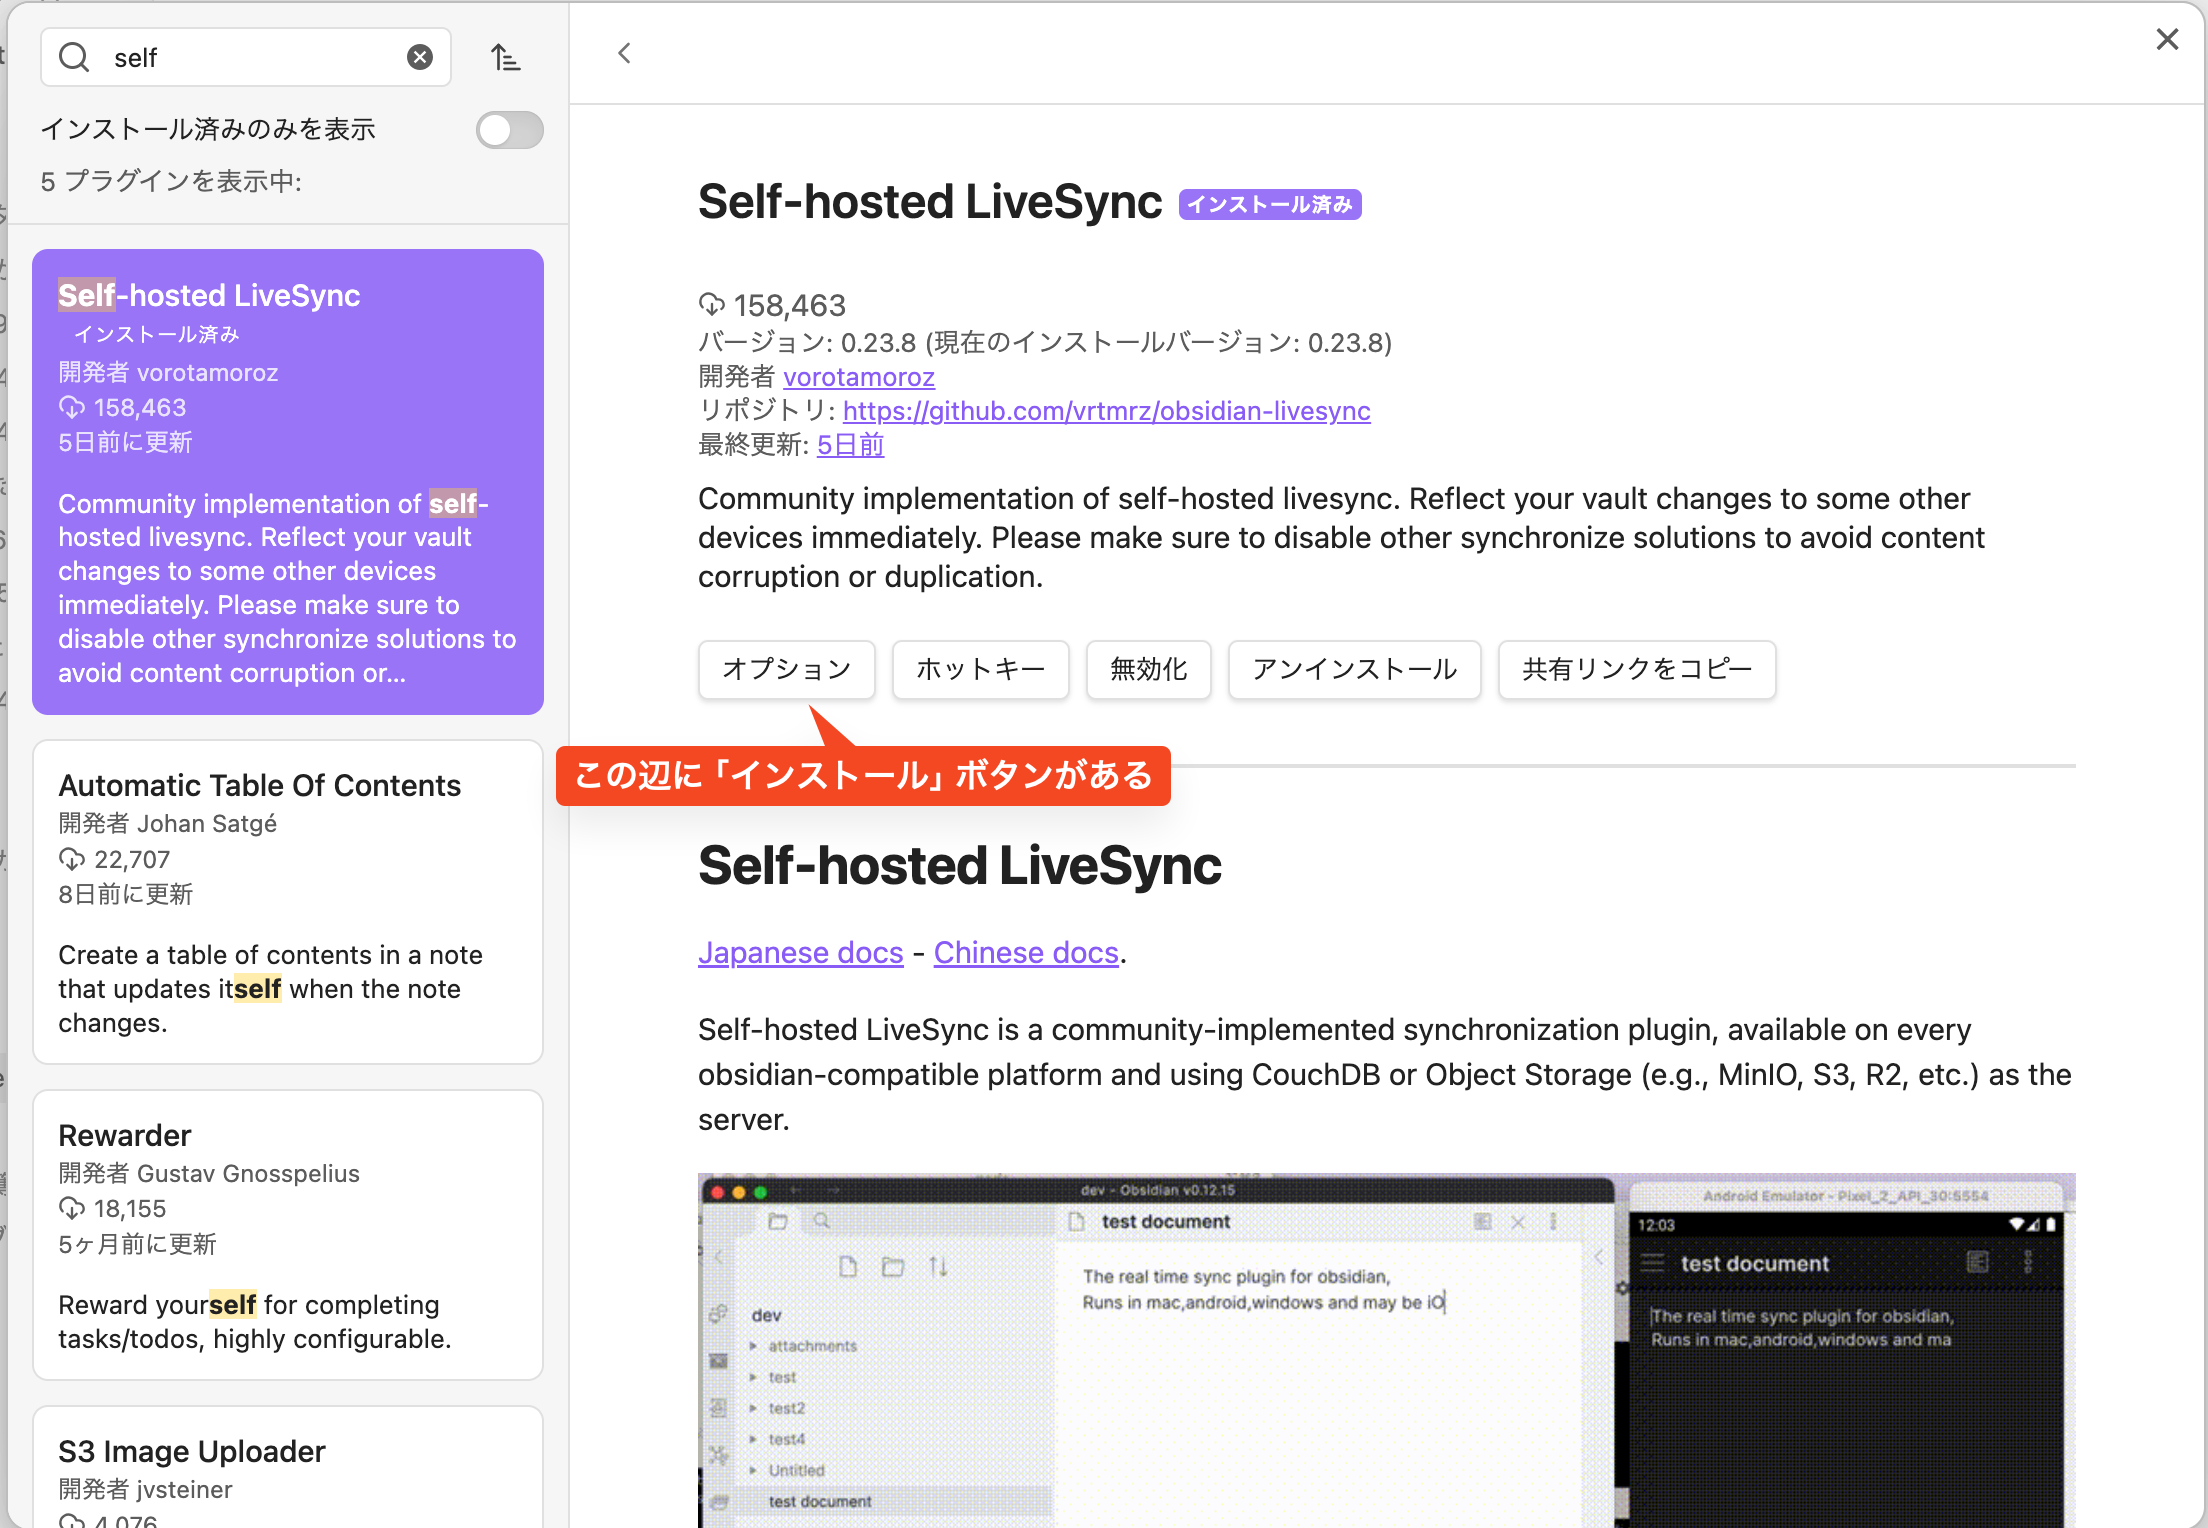 self
インストール済みのみを表示
5 プラグインを表示中:
Self-hosted LiveSync
インストール済み
開発者 vorotamoroz
158,463
5日前に更新
Community implementation of self-
hosted livesync. Reflect your vault
changes to some other devices
immediately. Please make sure to
disable other synchronize solutions to
avoid content corruption or...
Automatic Table Of Contents
開発者 Johan Satgé
22,707
8日前に更新
Create a table of contents in a note
that updates itself when the note
changes.
Rewarder
開発者 Gustav Gnosspelius
18,155
5ヶ月前に更新
Reward yourself for completing
tasks/todos, highly configurable.
S3 Image Uploader
開発者 jvsteiner
4,076
Self-hosted LiveSync インストール済み
158,463
バージョン: 0.23.8 (現在のインストールバージョン: 0.23.8)
開発者 vorotamoroz
リポジトリ: https://github.com/vrtmrz/obsidian-livesync
最終更新: 5日前
Community implementation of self-hosted livesync. Reflect your vault changes to some other
devices immediately. Please make sure to disable other synchronize solutions to avoid content
corruption or duplication.
オプション ホットキー 無効化 アンインストール 共有リンクをコピー
この辺に「インストール」ボタンがある
Self-hosted LiveSync
Japanese docs - Chinese docs.
Self-hosted LiveSync is a community-implemented synchronization plugin, available on every
obsidian-compatible platform and using CouchDB or Object Storage (e.g., MinIO, S3, R2, etc.) as the
server.
dev - Obsidian v0.12.15
test document
The real time sync plugin for obsidian,
Runs in mac,android,windows and may be iO
dev
attachments
test
test2
test4
Untitled
test document
Android Emulator - Pixel_2_API_30:5554
12:03
test document
The real time sync plugin for obsidian,
Runs in mac,android,windows and ma